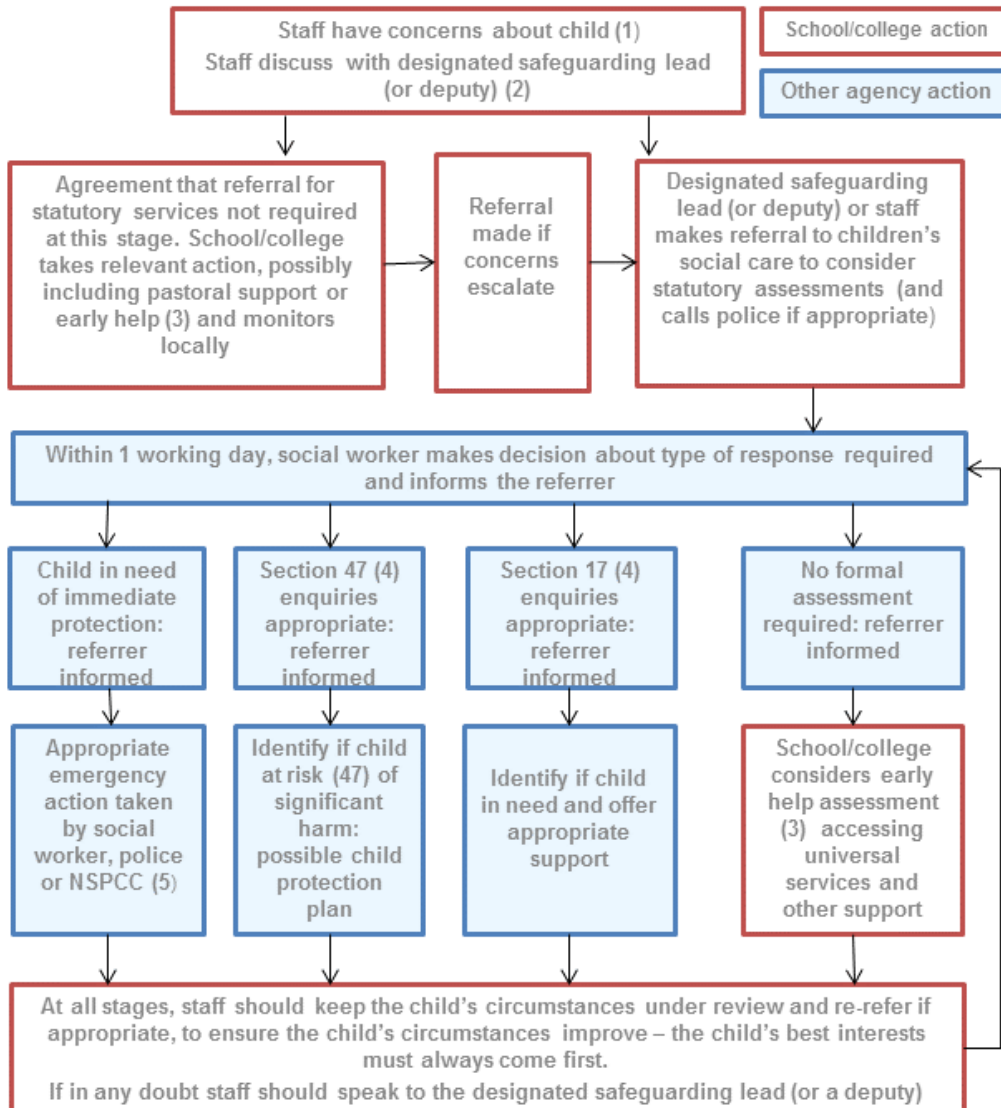 Staff have concerns about child (1)
Staff discuss with designated safeguarding lead
(or deputy) (2)
School/college action
Other agency action
Agreement that referral for
statutory services not required
at this stage. School/college
takes relevant action, possibly
including pastoral support or
early help (3) and monitors
locally
Referral
made if
concerns
escalate
Designated safeguarding
lead (or deputy) or staff
makes referral to children's
social care to consider
statutory assessments (and
calls police if appropriate)
Within 1 working day, social worker makes decision about type of response required
and informs the referrer
Child in need
of immediate
protection:
referrer
informed
Section 47 (4)
enquiries
appropriate:
referrer
informed
Section 17 (4)
enquiries
appropriate:
referrer
informed
No formal
assessment
required: referrer
informed
Appropriate
emergency
action taken
by social
worker, police
or NSPCC (5)
Identify if child
at risk (47) of
significant
harm:
possible child
protection
plan
Identify if child
in need and offer
appropriate
support
School/college
considers early
help assessment
(3) accessing
universal
services and
other support
At all stages, staff should keep the child's circumstances under review and re-refer if
appropriate, to ensure the child's circumstances improve – the child's best interests
must always come first.
If in any doubt staff should speak to the designated safeguarding lead (or a deputy)